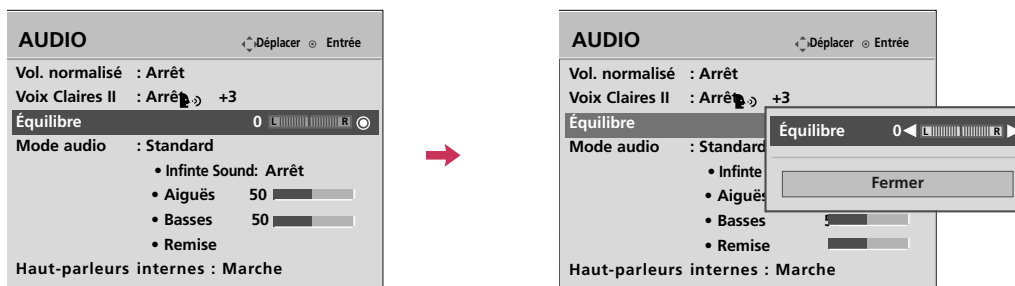 AUDIO
Déplacer Entrée
Vol. normalisé : Arrêt
Voix Claires II : Arrêt +3
Équilibre 0 L R
Mode audio : Standard
• Infinte Sound: Arrêt
• Aiguës 50
• Basses 50
• Remise
Haut-parleurs internes : Marche
AUDIO
Déplacer Entrée
Vol. normalisé : Arrêt
Voix Claires II : Arrêt +3
Équilibre
Mode audio : Standard
• Infinte
• Aiguës
• Basses 5
• Remise
Haut-parleurs internes : Marche
Équilibre 0 L R
Fermer